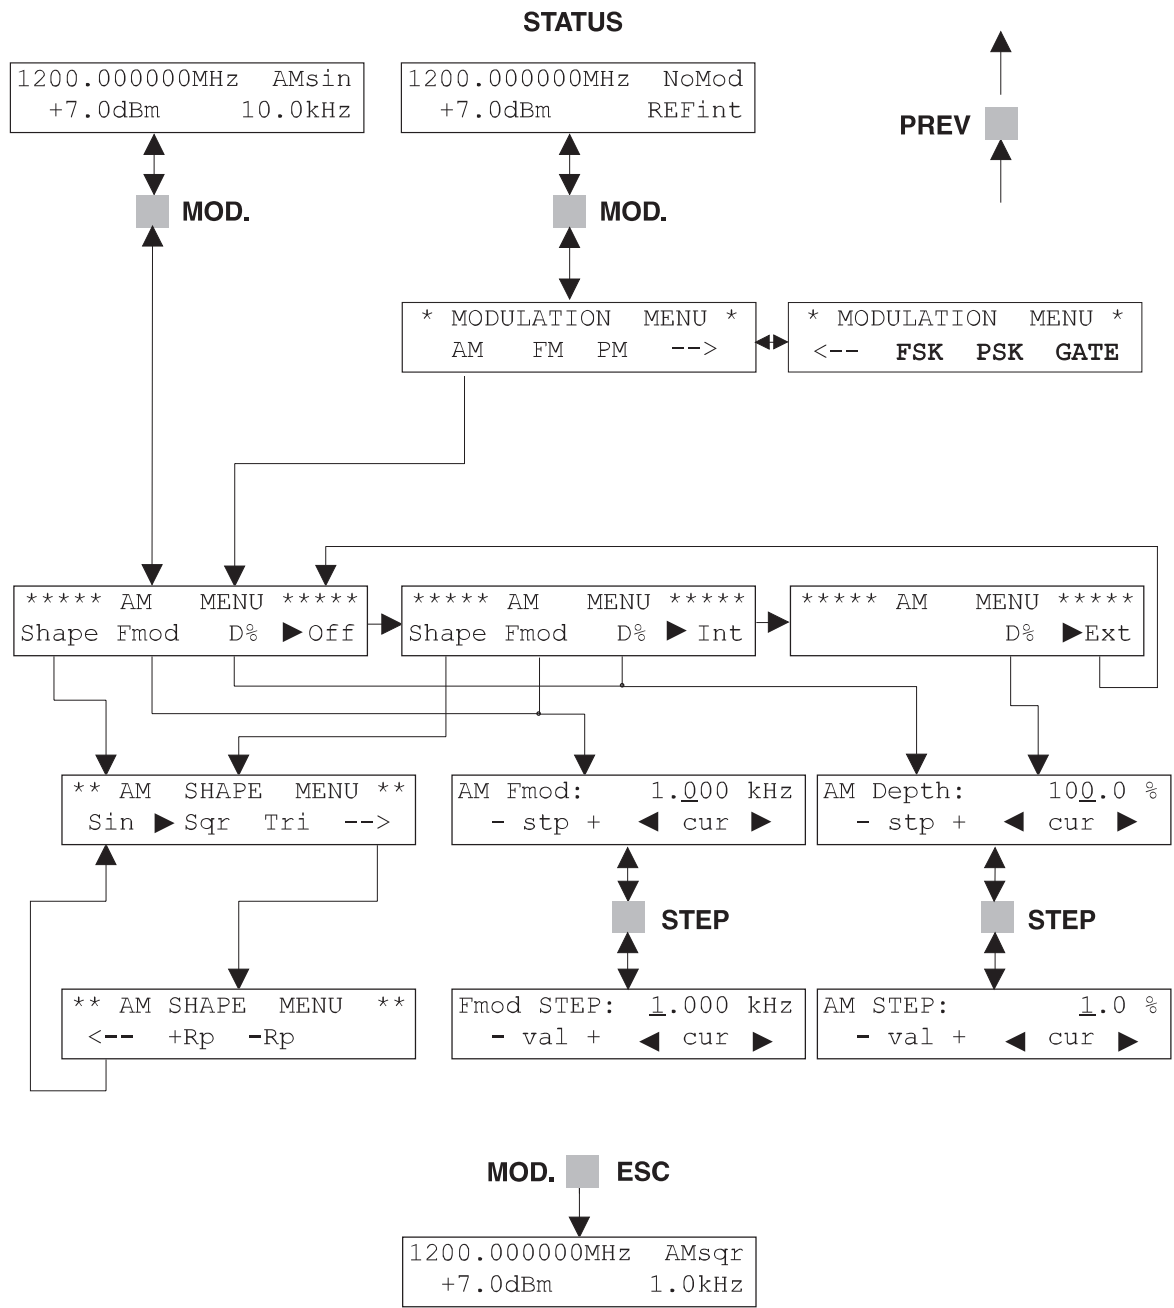 STATUS
1200.000000MHz AMsin
+7.0dBm 10.0kHz
1200.000000MHz NoMod
+7.0dBm REFint
PREV
MOD.
MOD.
* MODULATION MENU *
AM FM PM -->
* MODULATION MENU *
<-- FSK PSK GATE
***** AM MENU *****
Shape Fmod D% ▶Off
***** AM MENU *****
Shape Fmod D% ▶ Int
***** AM MENU *****
D% ▶Ext
** AM SHAPE MENU **
Sin ▶ Sqr Tri -->
AM Fmod: 1.000 kHz
- stp + ◀ cur ▶
AM Depth: 100.0 %
- stp + ◀ cur ▶
STEP
STEP
** AM SHAPE MENU **
<-- +Rp -Rp
Fmod STEP: 1.000 kHz
- val + ◀ cur ▶
AM STEP: 1.0 %
- val + ◀ cur ▶
MOD. ESC
1200.000000MHz AMsqr
+7.0dBm 1.0kHz